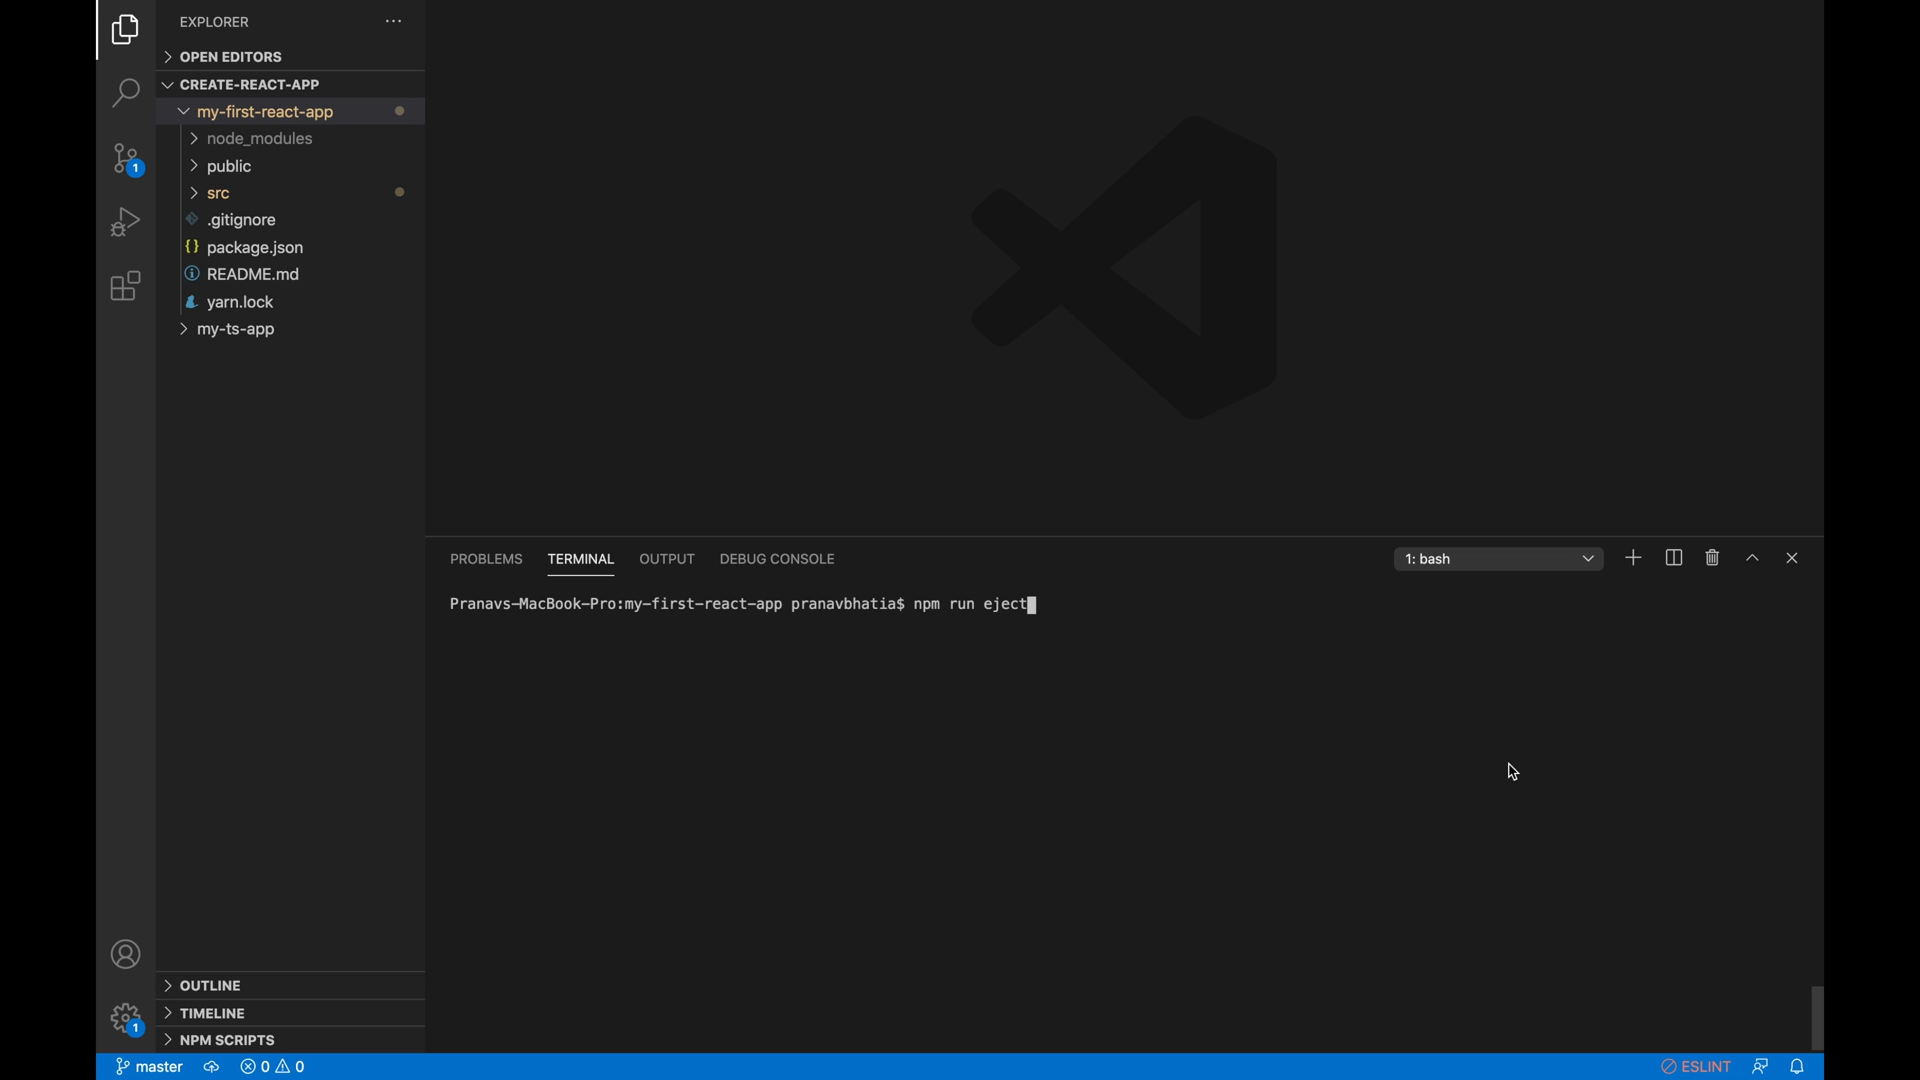 EXPLORER
OPEN EDITORS
CREATE-REACT-APP
my-first-react-app
node_modules
public
src
.gitignore
{} package.json
README.md
yarn.lock
my-ts-app
1
PROBLEMS TERMINAL OUTPUT DEBUG CONSOLE
1: bash
Pranavs-MacBook-Pro:my-first-react-app pranavbhatia$ npm run eject
OUTLINE
TIMELINE
NPM SCRIPTS
1
master 0 0
ESLINT